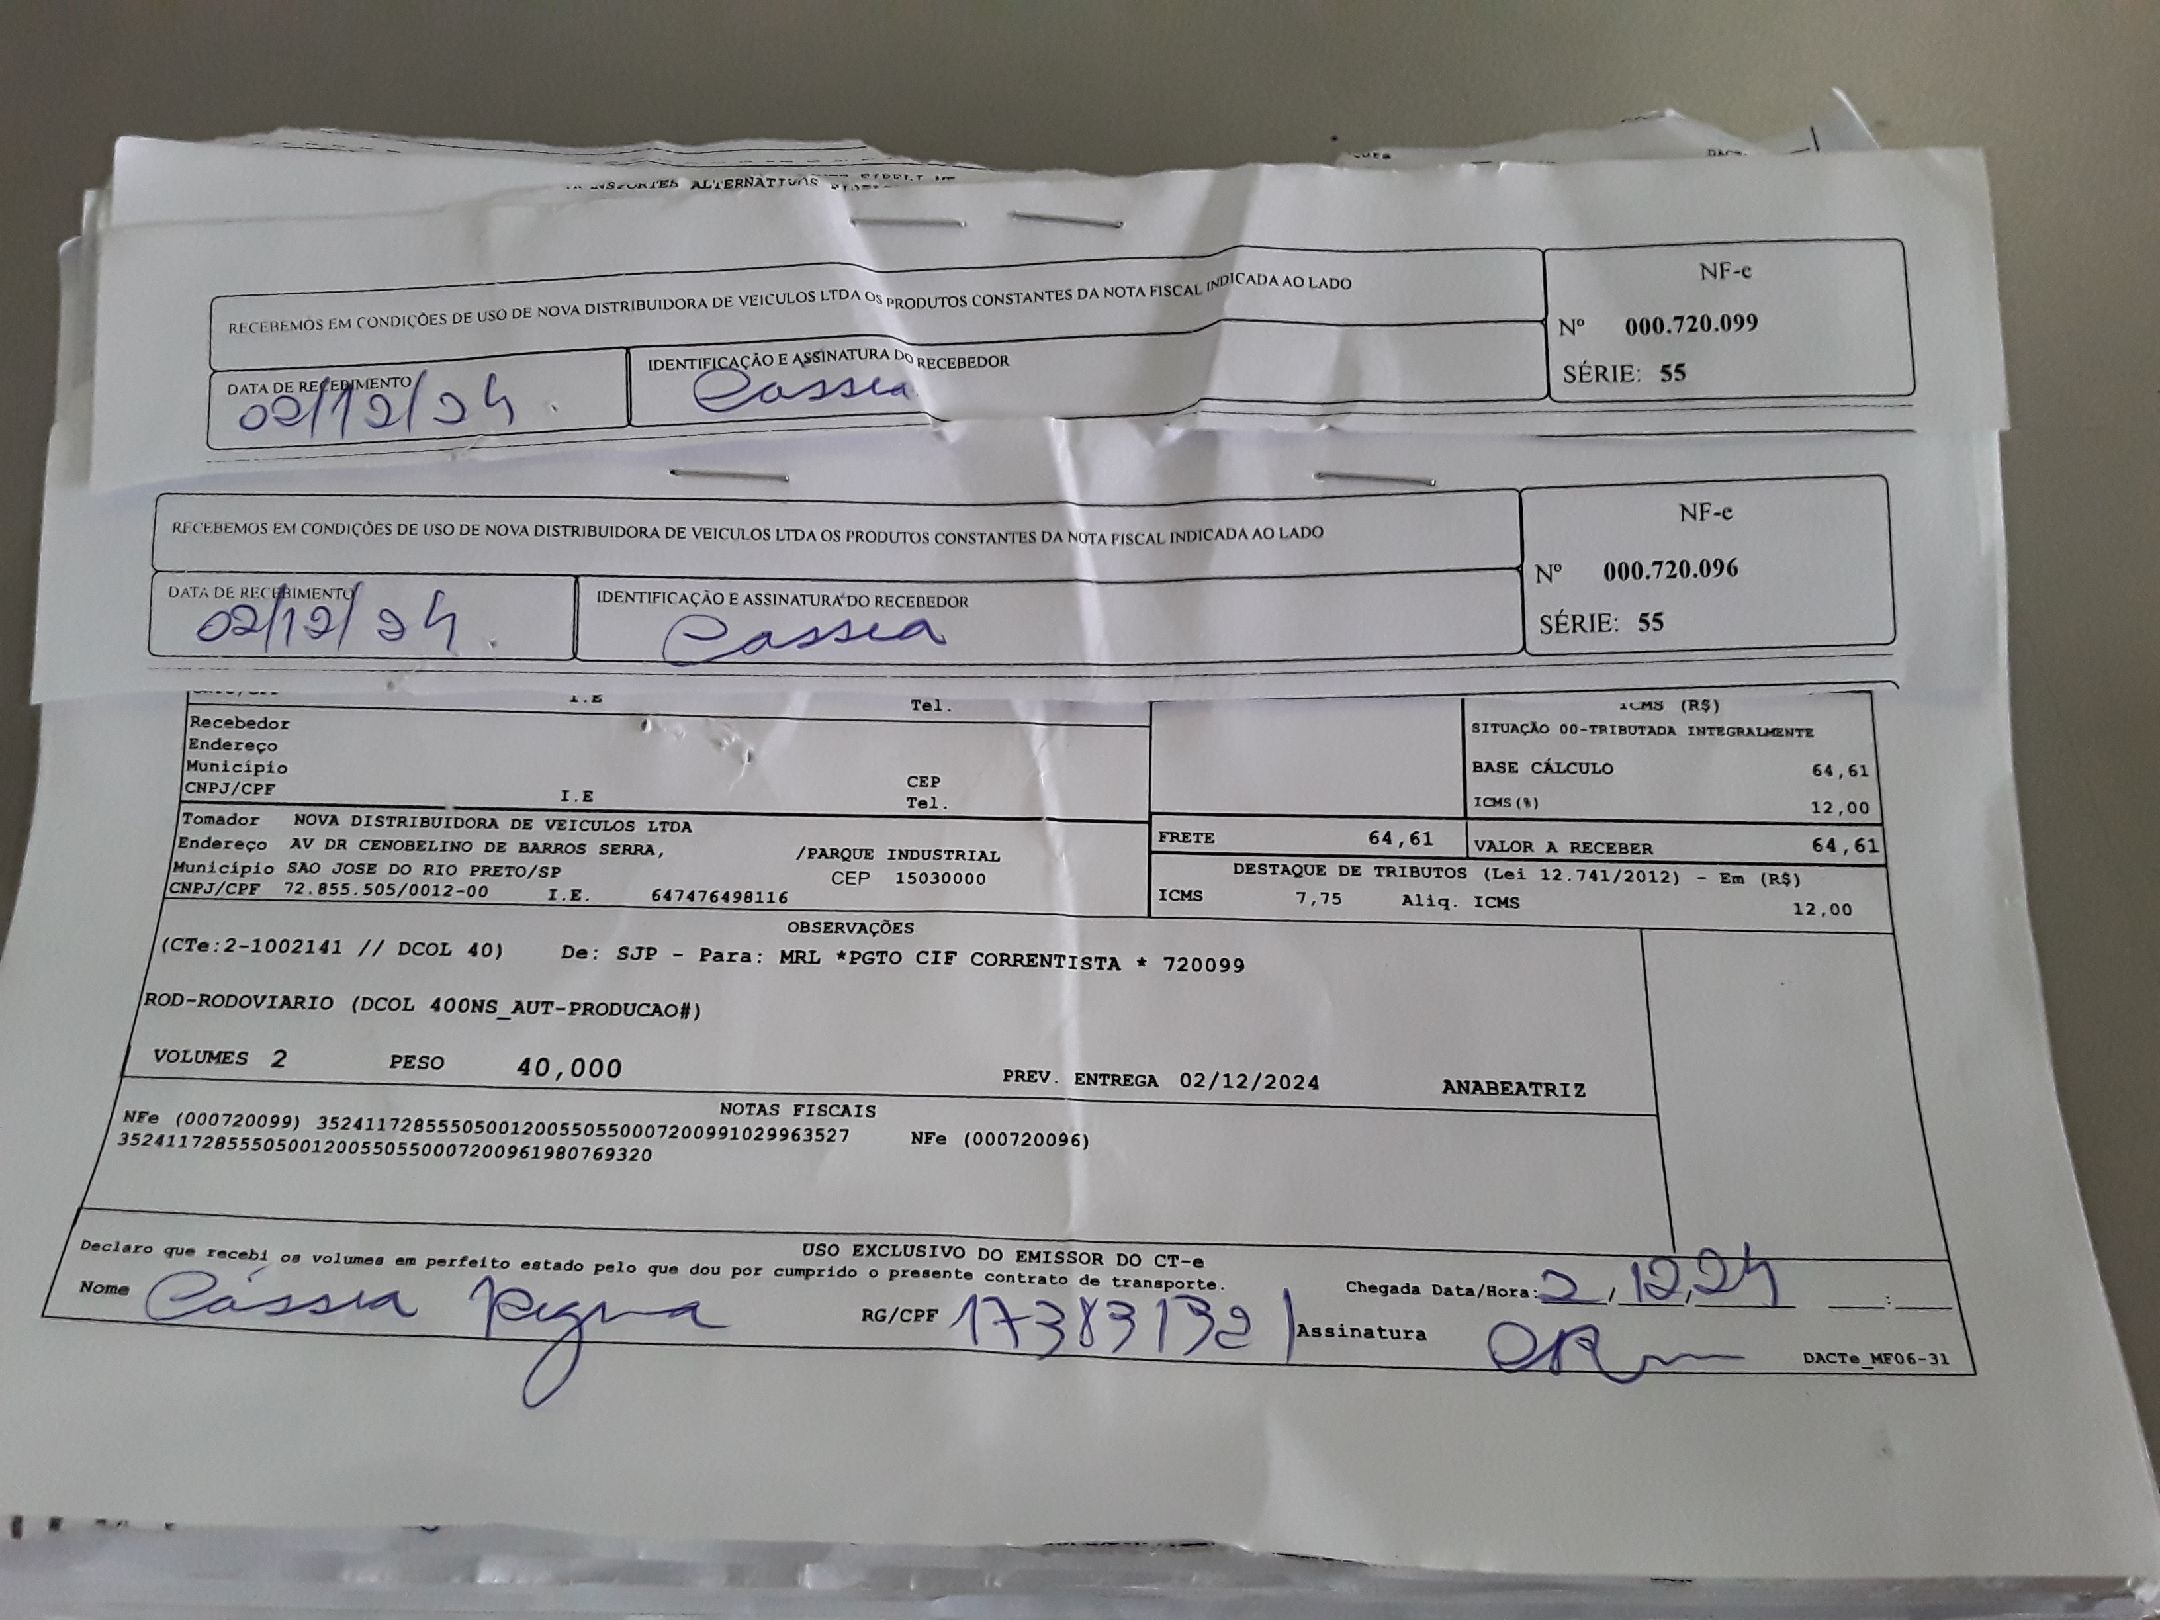 TRANSPORTES ALTERNATIVOS
RECEBEMOS EM CONDIÇÕES DE USO DE NOVA DISTRIBUIDORA DE VEICULOS LTDA OS PRODUTOS CONSTANTES DA NOTA FISCAL INDICADA AO LADO
NF-e
Nº 000.720.099
SÉRIE: 55
DATA DE RECEBIMENTO
02/12/24
IDENTIFICAÇÃO E ASSINATURA DO RECEBEDOR
Cassia
RECEBEMOS EM CONDIÇÕES DE USO DE NOVA DISTRIBUIDORA DE VEICULOS LTDA OS PRODUTOS CONSTANTES DA NOTA FISCAL INDICADA AO LADO
NF-e
Nº 000.720.096
SÉRIE: 55
DATA DE RECEBIMENTO
02/12/24
IDENTIFICAÇÃO E ASSINATURA DO RECEBEDOR
Cassia
CNPJ/CPF I.E Tel.
Recebedor
Endereço
Município CEP
CNPJ/CPF I.E Tel.
ICMS (R$)
SITUAÇÃO 00-TRIBUTADA INTEGRALMENTE
BASE CÁLCULO 64,61
ICMS(%) 12,00
Tomador NOVA DISTRIBUIDORA DE VEICULOS LTDA
Endereço AV DR CENOBELINO DE BARROS SERRA, /PARQUE INDUSTRIAL
Município SAO JOSE DO RIO PRETO/SP CEP 15030000
CNPJ/CPF 72.855.505/0012-00 I.E. 647476498116
FRETE 64,61 VALOR A RECEBER 64,61
DESTAQUE DE TRIBUTOS (Lei 12.741/2012) - Em (R$)
ICMS 7,75 Aliq. ICMS 12,00
OBSERVAÇÕES
(CTe:2-1002141 // DCOL 40) De: SJP - Para: MRL *PGTO CIF CORRENTISTA * 720099
ROD-RODOVIARIO (DCOL 400NS_AUT-PRODUCAO#)
VOLUMES 2 PESO 40,000 PREV. ENTREGA 02/12/2024 ANABEATRIZ
NOTAS FISCAIS
NFe (000720099) 35241172855505001200550550007200991029963527 NFe (000720096)
35241172855505001200550550007200961980769320
USO EXCLUSIVO DO EMISSOR DO CT-e
Declaro que recebi os volumes em perfeito estado pelo que dou por cumprido o presente contrato de transporte.
Chegada Data/Hora: 2, 12, 24 __:__
Nome Cássia Regina RG/CPF 173831321 Assinatura
DACTe_MF06-31